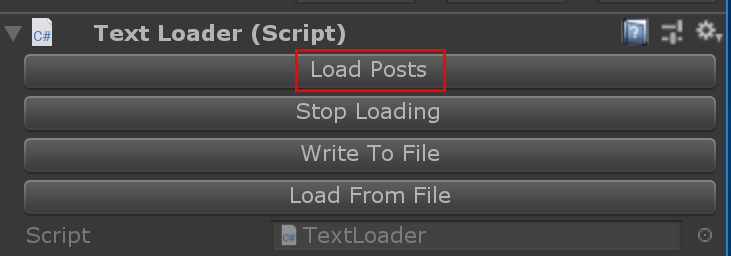 C# Text Loader (Script)
Load Posts
Stop Loading
Write To File
Load From File
Script C# TextLoader